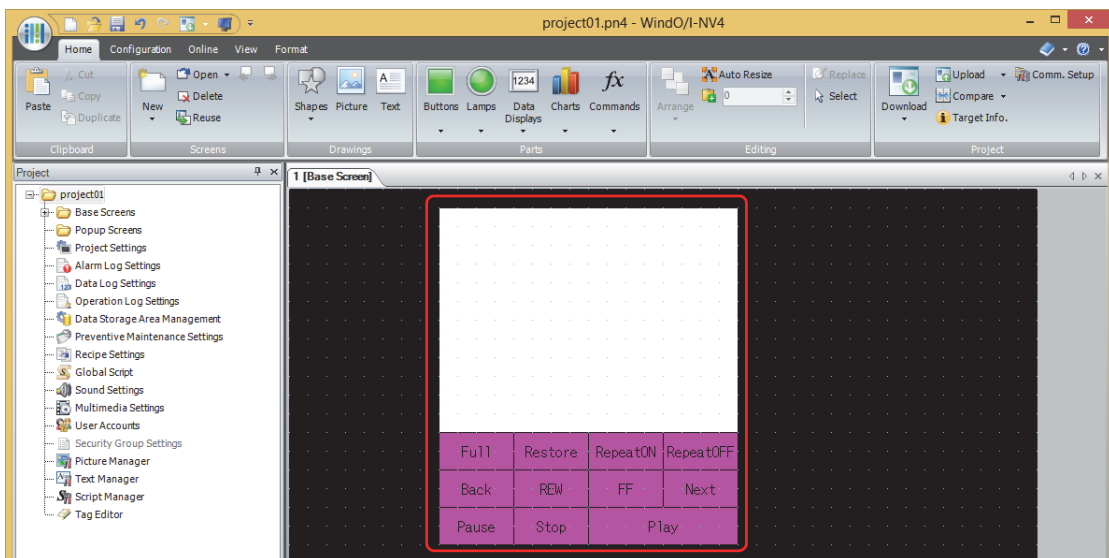 project01.pn4 - WindO/I-NV4
Home Configuration Online View Format
Paste
Cut
Copy
Duplicate
Clipboard
New
Open
Delete
Reuse
Screens
Shapes Picture Text
Drawings
Buttons Lamps 1234 Data Displays Charts fx Commands
Parts
Arrange
Auto Resize
0
Replace
Select
Editing
Download
Upload
Compare
Target Info.
Comm. Setup
Project
Project
project01
Base Screens
Popup Screens
Project Settings
Alarm Log Settings
Data Log Settings
Operation Log Settings
Data Storage Area Management
Preventive Maintenance Settings
Recipe Settings
Global Script
Sound Settings
Multimedia Settings
User Accounts
Security Group Settings
Picture Manager
Text Manager
Script Manager
Tag Editor
1 [Base Screen]
Full Restore RepeatON RepeatOFF
Back REW FF Next
Pause Stop Play